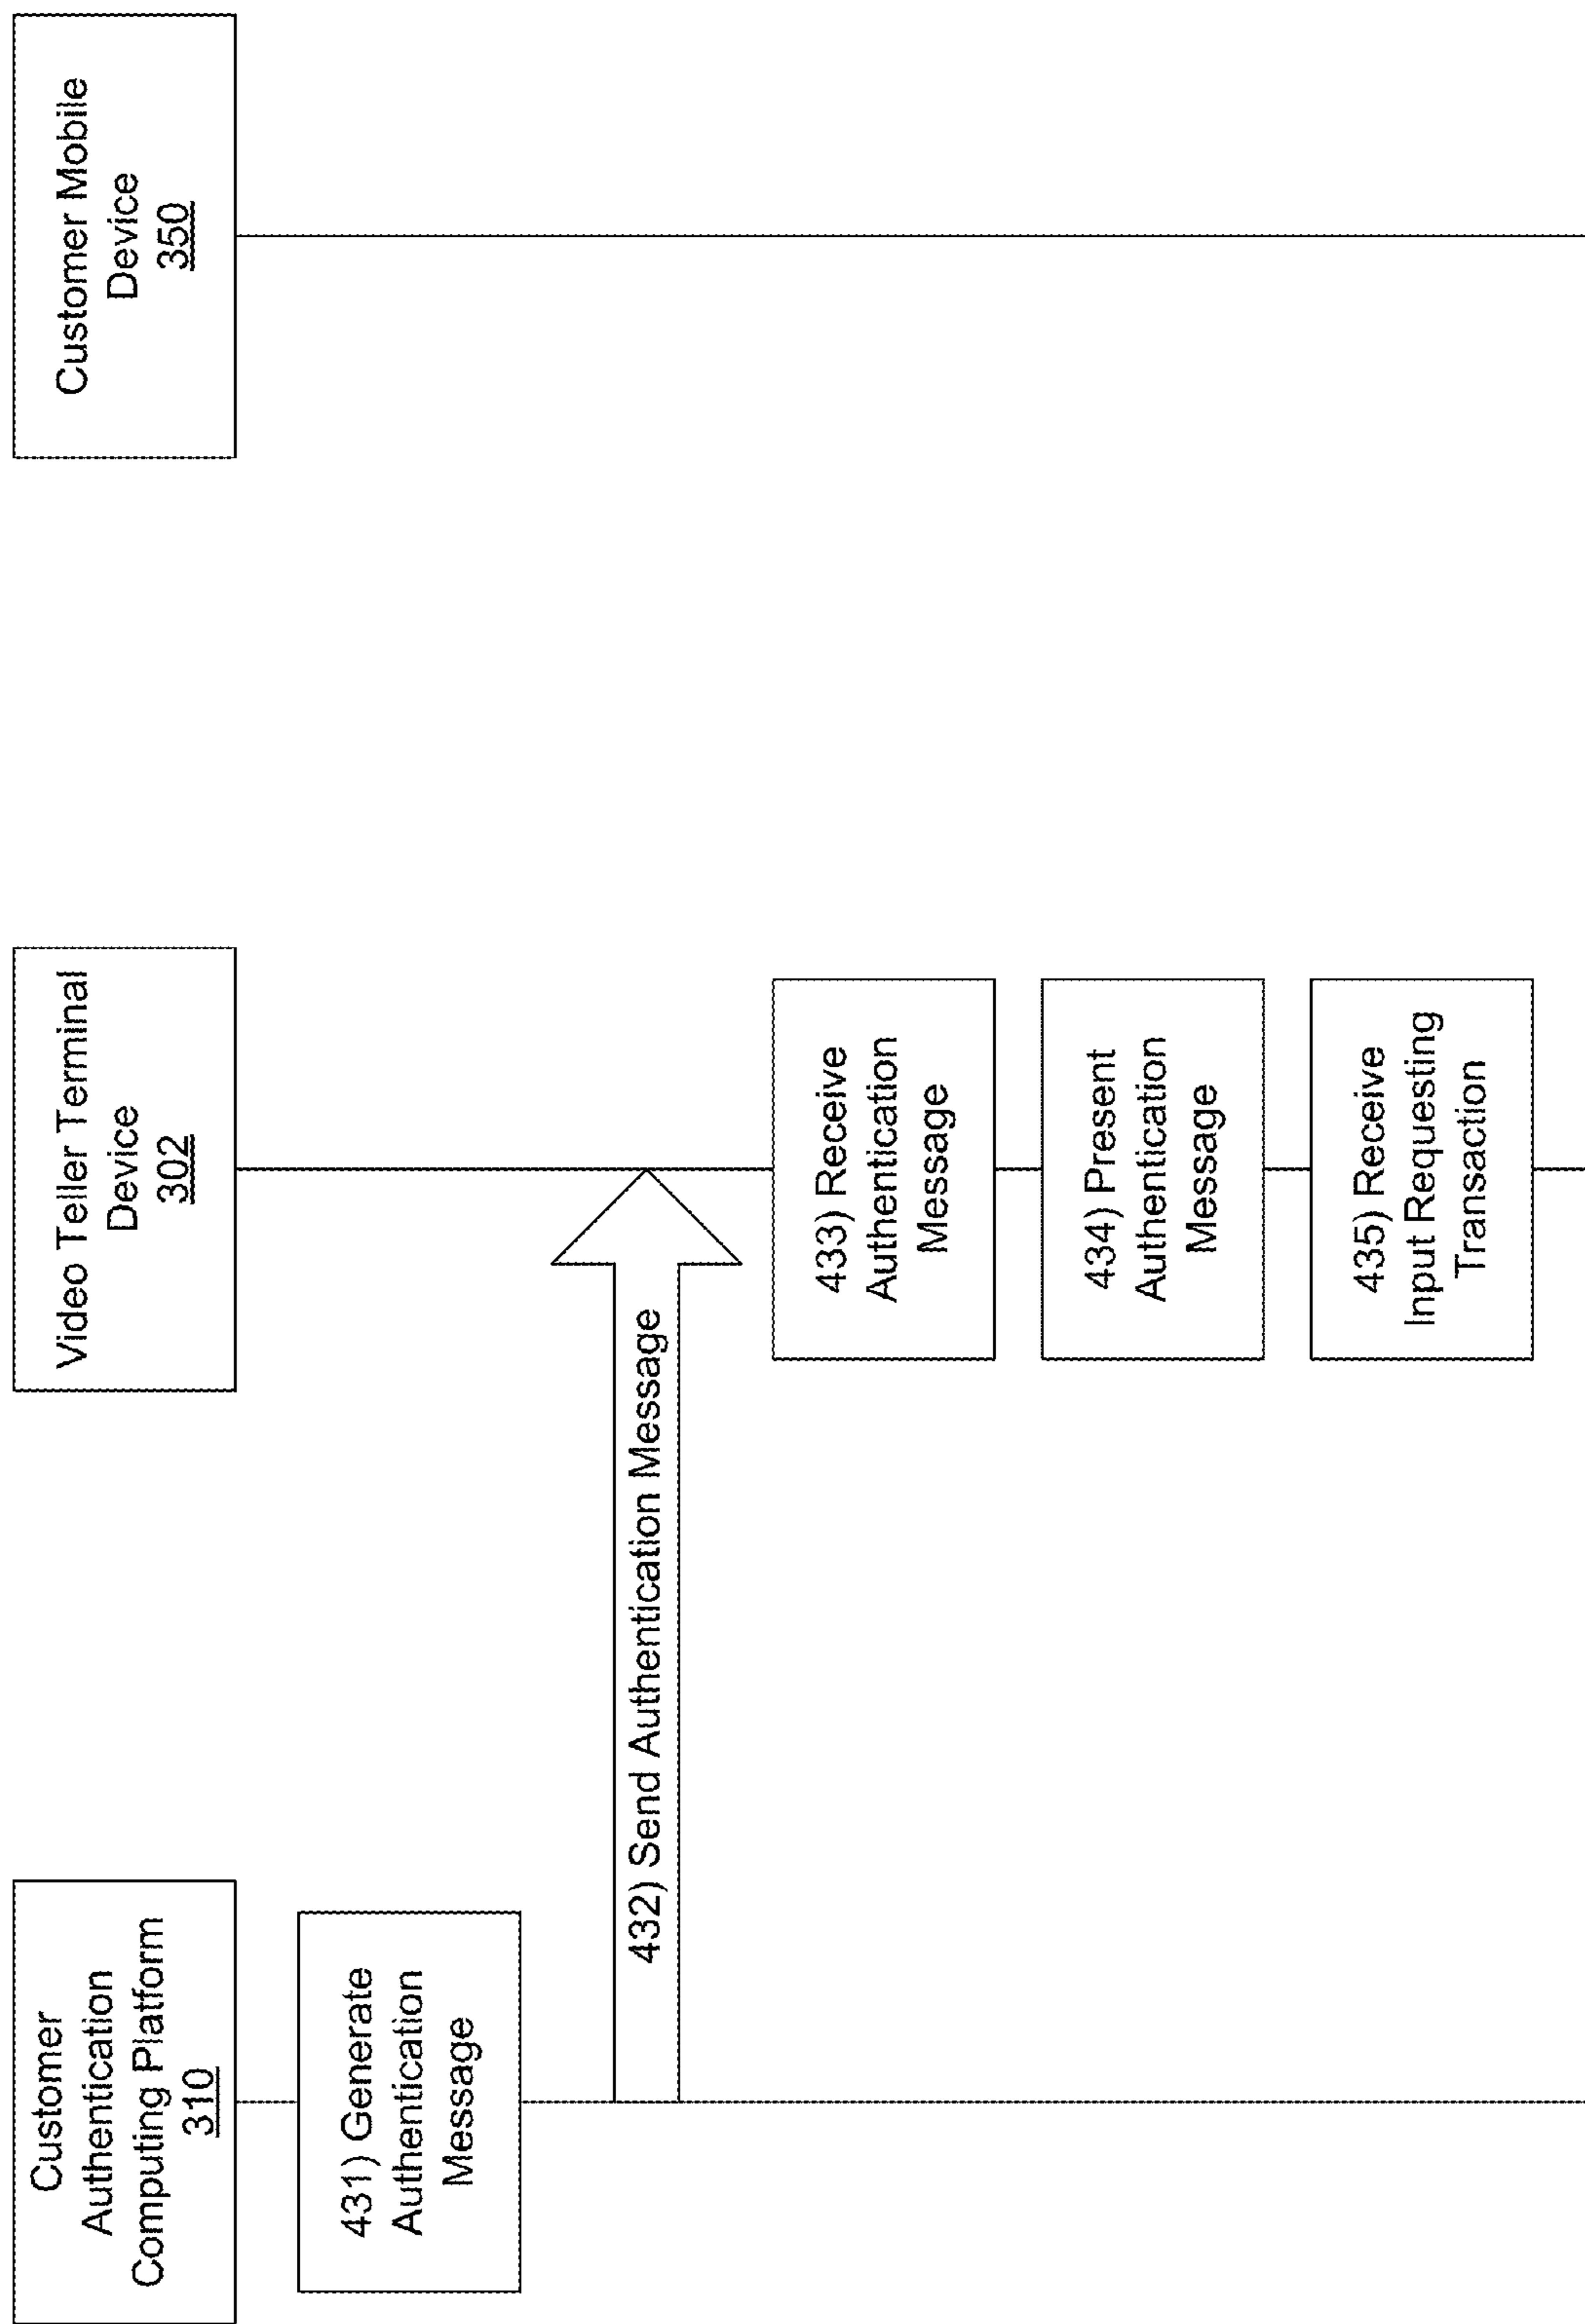 Customer
Authentication
Computing Platform
310
Video Teller Terminal
Device
302
Customer Mobile
Device
350
431) Generate
Authentication
Message
432) Send Authentication Message
433) Receive
Authentication
Message
434) Present
Authentication
Message
435) Receive
Input Requesting
Transaction